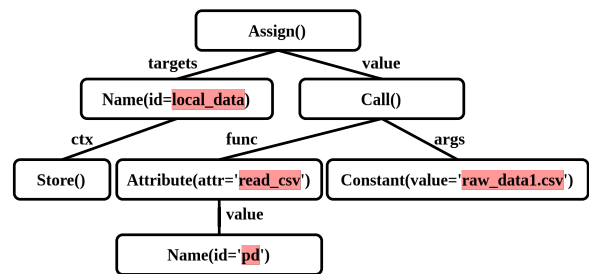 Assign()
targets
value
Name(id=local_data)
Call()
ctx
func
args
Store()
Attribute(attr='read_csv')
Constant(value='raw_data1.csv')
value
Name(id='pd')